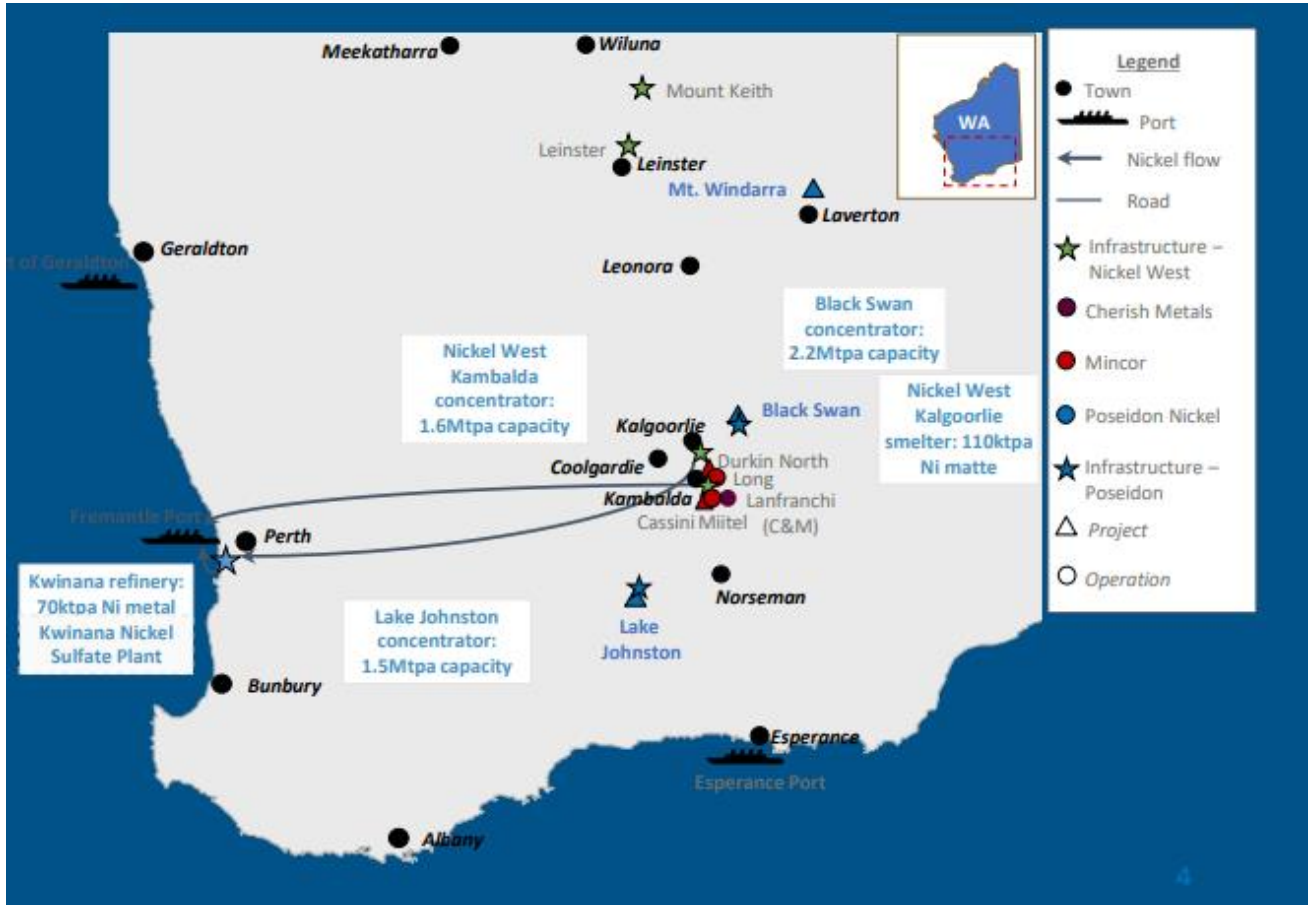 Meekatharra
Wiluna
Mount Keith
Leinster
Leinster
Mt. Windarra
Laverton
WA
Geraldton
t of Geraldton
Leonora
Black Swan
concentrator:
2.2Mtpa capacity
Nickel West
Kambalda
concentrator:
1.6Mtpa capacity
Nickel West
Kalgoorlie
smelter: 110ktpa
Ni matte
Black Swan
Kalgoorlie
Durkin North
Coolgardie
Long
Kambalda
Lanfranchi
(C&M)
Cassini Miitel
Fremantle Port
Perth
Kwinana refinery:
70ktpa Ni metal
Kwinana Nickel
Sulfate Plant
Lake Johnston
concentrator:
1.5Mtpa capacity
Norseman
Lake
Johnston
Bunbury
Esperance
Esperance Port
Albany
Legend
Town
Port
Nickel flow
Road
Infrastructure –
Nickel West
Cherish Metals
Mincor
Poseidon Nickel
Infrastructure –
Poseidon
Project
Operation
4